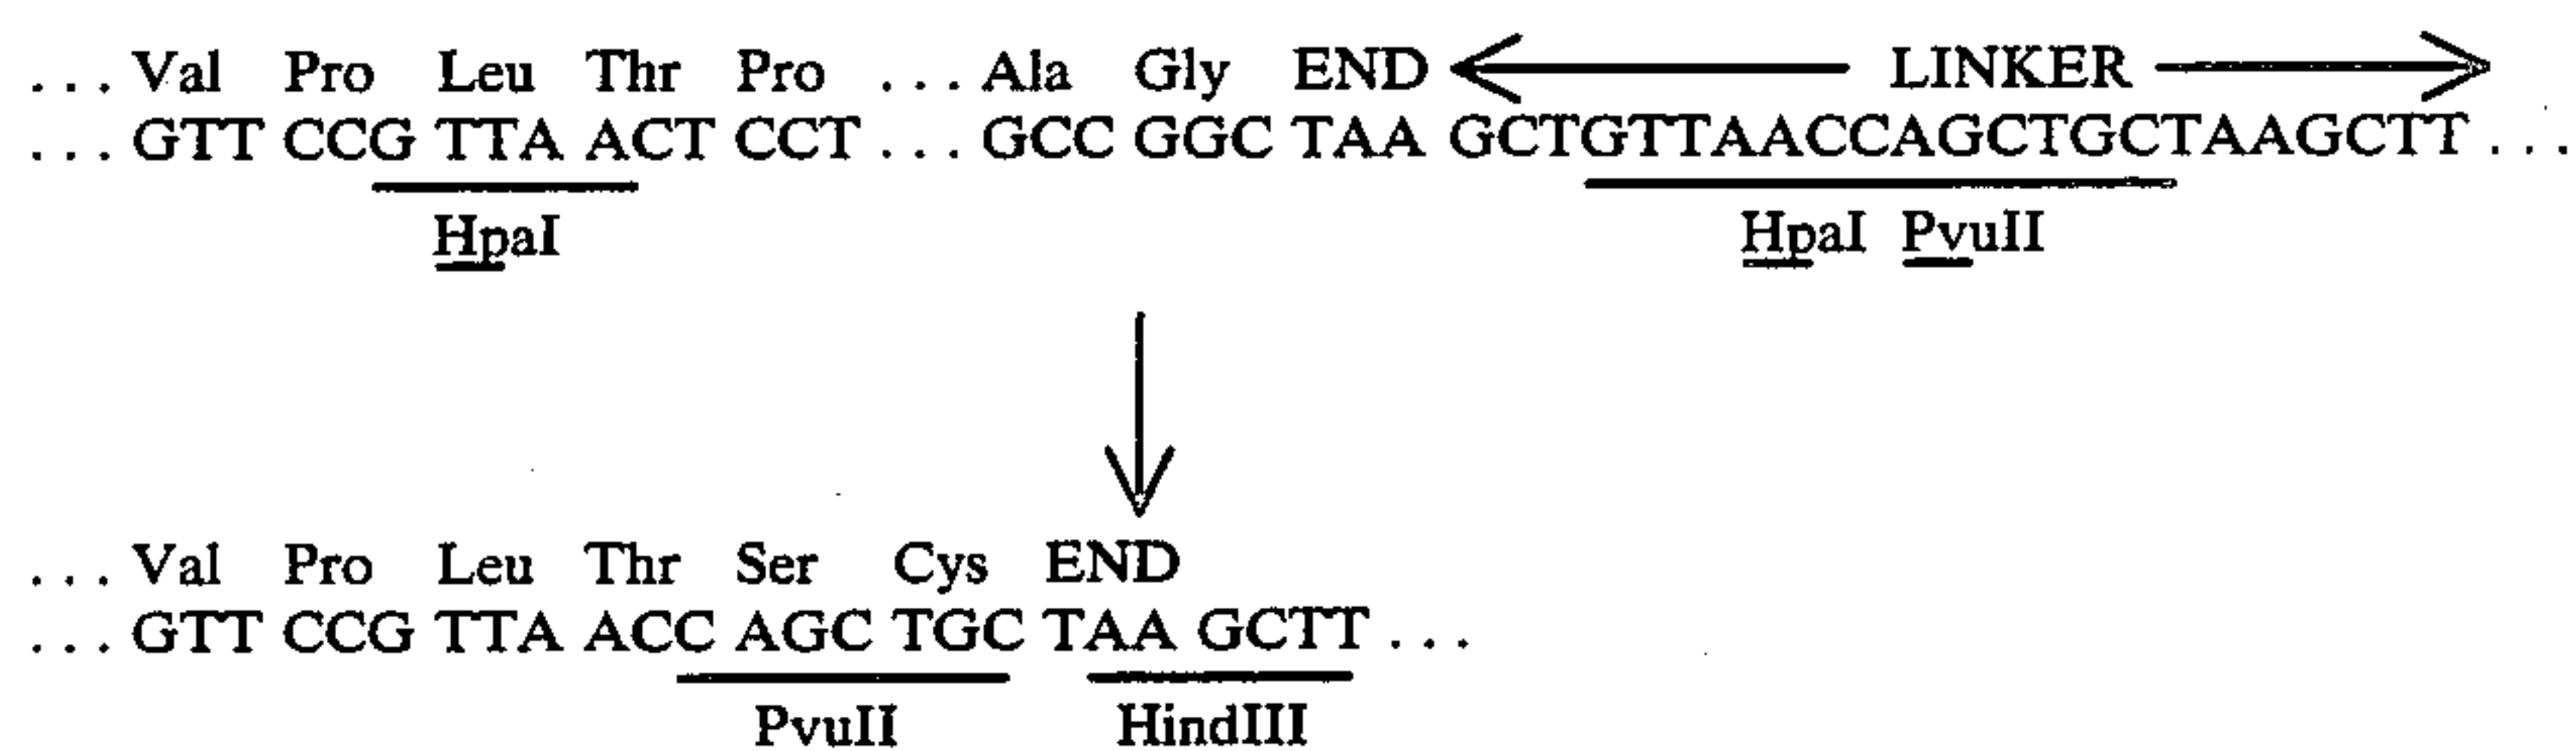 ... Val Pro Leu Thr Pro ... Ala Gly END LINKER
... GTT CCG TTA ACT CCT ... GCC GGC TAA GCTGTTAACCAGCTGCTAAGCTT ...
HpaI HpaI PvuII
... Val Pro Leu Thr Ser Cys END
... GTT CCG TTA ACC AGC TGC TAA GCTT ...
PvuII HindIII